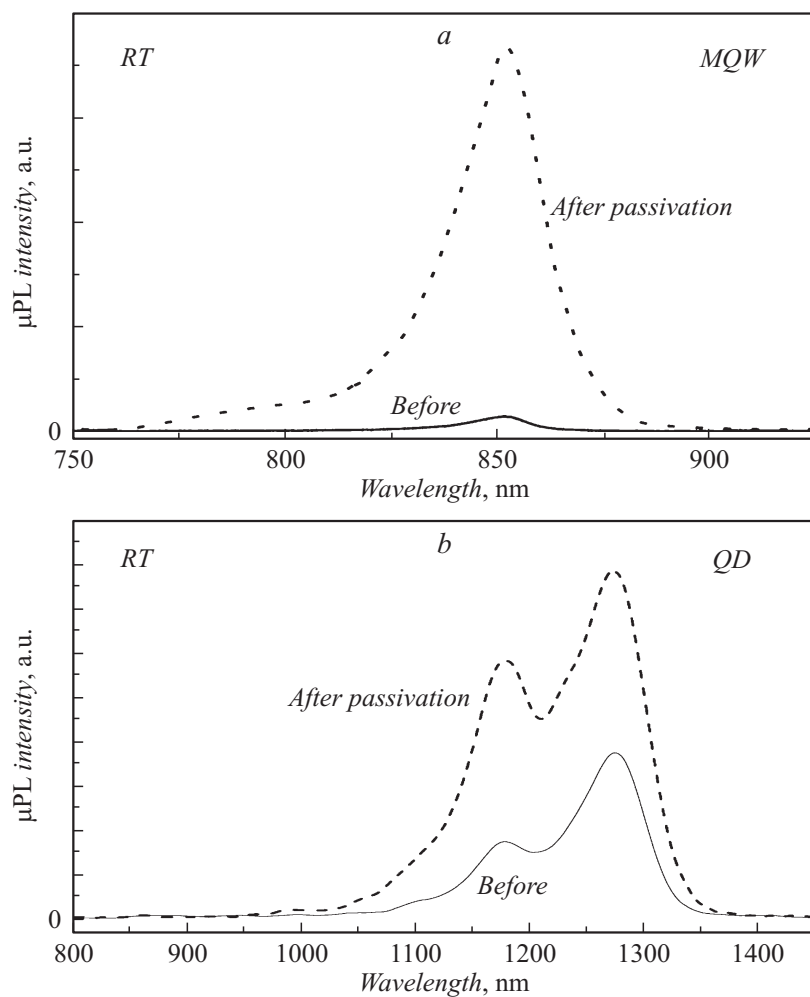 a
RT
MQW
μPL intensity, a.u.
After passivation
Before
0
750 800 850 900
Wavelength, nm
b
RT
QD
μPL intensity, a.u.
After passivation
Before
0
800 900 1000 1100 1200 1300 1400
Wavelength, nm